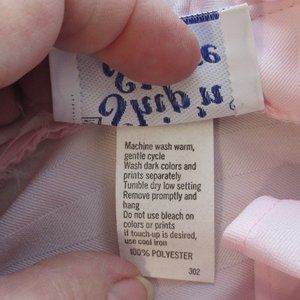 Machine wash warm,
gentle cycle
Wash dark colors and
prints separately
Tumble dry low setting
Remove promptly and
hang
Do not use bleach on
colors or prints
If touch-up is desired,
use cool iron
100% POLYESTER
302